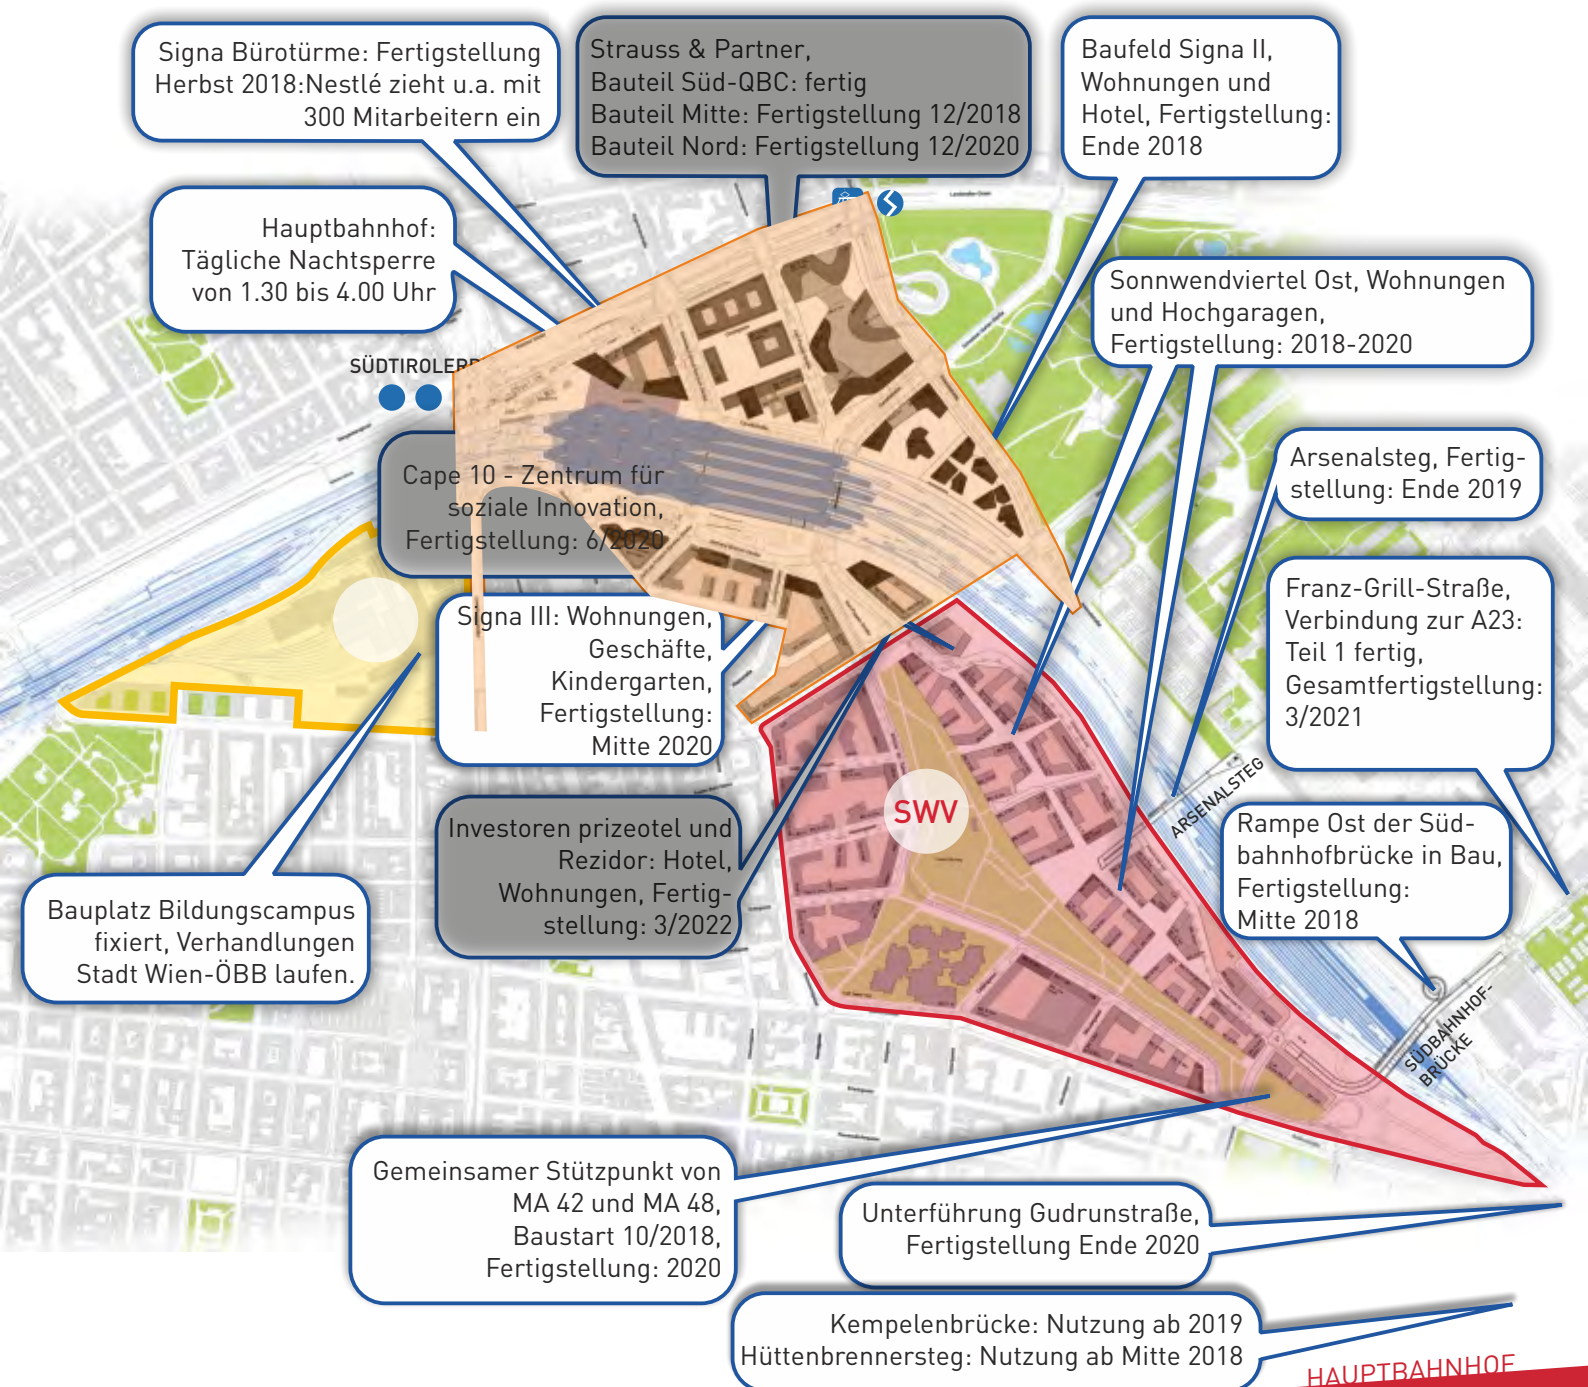 Signa Bürotürme: Fertigstellung
Herbst 2018:Nestlé zieht u.a. mit
300 Mitarbeitern ein
Strauss & Partner,
Bauteil Süd-QBC: fertig
Bauteil Mitte: Fertigstellung 12/2018
Bauteil Nord: Fertigstellung 12/2020
Baufeld Signa II,
Wohnungen und
Hotel, Fertigstellung:
Ende 2018
Hauptbahnhof:
Tägliche Nachtsperre
von 1.30 bis 4.00 Uhr
Sonnwendviertel Ost, Wohnungen
und Hochgaragen,
Fertigstellung: 2018-2020
SÜDTIROLER
Cape 10 - Zentrum für
soziale Innovation,
Fertigstellung: 6/2020
Arsenalsteg, Fertig-
stellung: Ende 2019
Franz-Grill-Straße,
Verbindung zur A23:
Teil 1 fertig,
Gesamtfertigstellung:
3/2021
Signa III: Wohnungen,
Geschäfte,
Kindergarten,
Fertigstellung:
Mitte 2020
ARSENALSTEG
SWV
Investoren prizeotel und
Rezidor: Hotel,
Wohnungen, Fertig-
stellung: 3/2022
Rampe Ost der Süd-
bahnhofbrücke in Bau,
Fertigstellung:
Mitte 2018
Bauplatz Bildungscampus
fixiert, Verhandlungen
Stadt Wien-ÖBB laufen.
SÜDBAHNHOF-
BRÜCKE
Gemeinsamer Stützpunkt von
MA 42 und MA 48,
Baustart 10/2018,
Fertigstellung: 2020
Unterführung Gudrunstraße,
Fertigstellung Ende 2020
Kempelenbrücke: Nutzung ab 2019
Hüttenbrennersteg: Nutzung ab Mitte 2018
HAUPTBAHNHOF